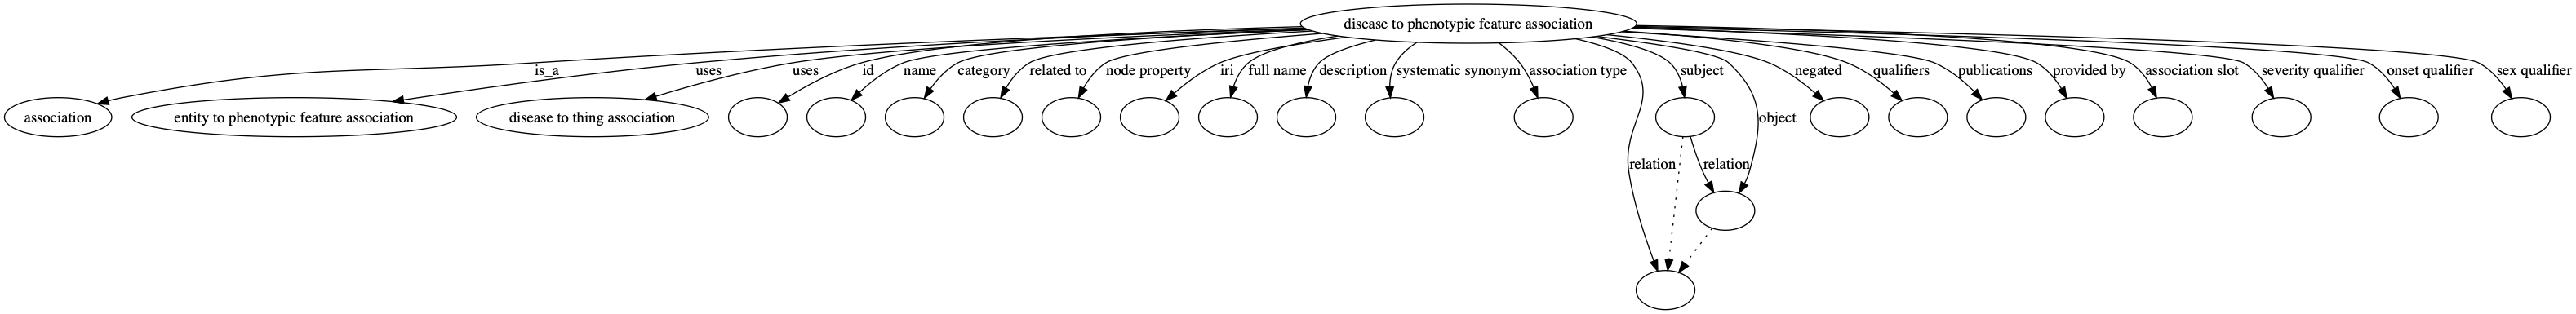 disease to phenotypic feature association
is_a
uses
uses
id
name
category
related to
node property
iri
full name
description
systematic synonym
association type
subject
negated
qualifiers
publications
provided by
association slot
severity qualifier
onset qualifier
sex qualifier
association
entity to phenotypic feature association
disease to thing association
object
relation
relation